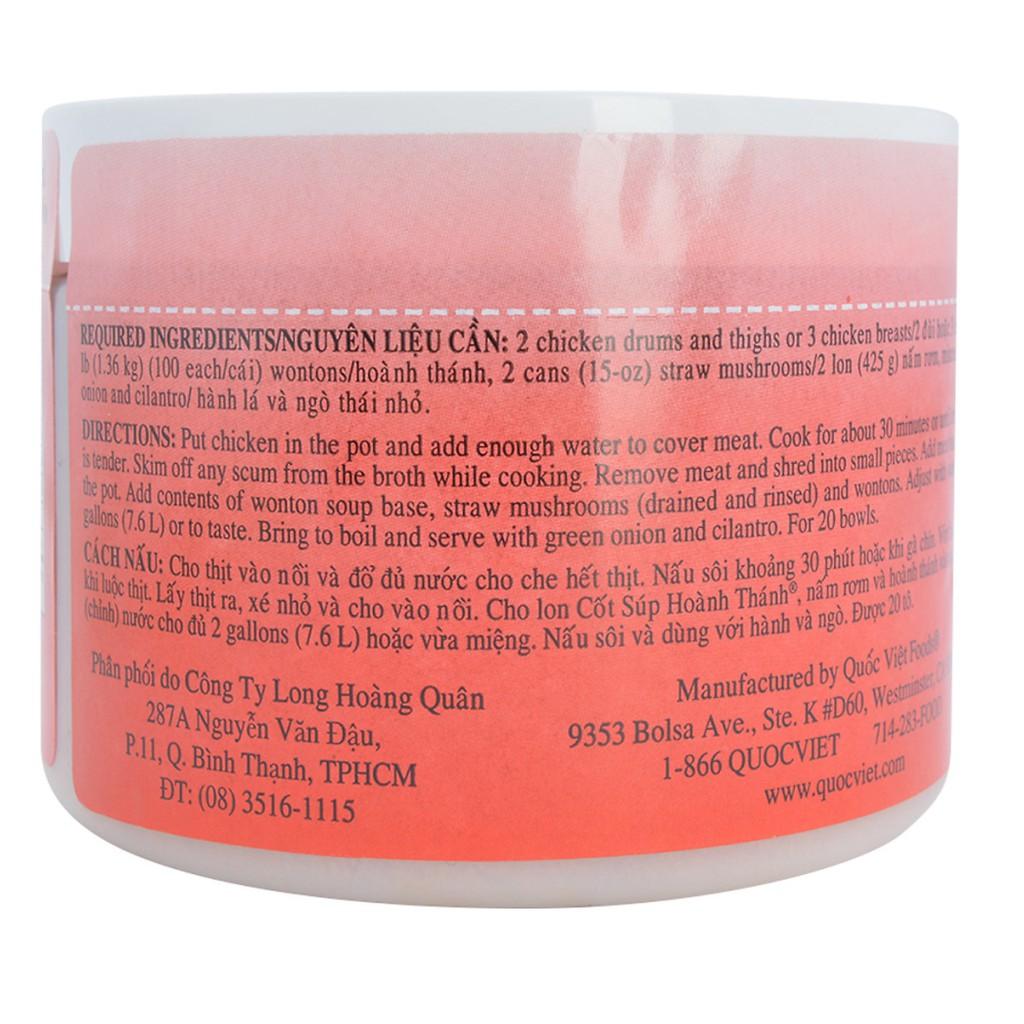 REQUIRED INGREDIENTS/NGUYÊN LIỆU CẦN: 2 chicken drums and thighs or 3 chicken breasts/2 đùi
lb (1.36 kg) (100 each/cái) wontons/hoành thánh, 2 cans (15-oz) straw mushrooms/2 lon (425 g) nấm rơm,
onion and cilantro/ hành lá và ngò thái nhỏ.
DIRECTIONS: Put chicken in the pot and add enough water to cover meat. Cook for about 30 minutes or
is tender. Skim off any scum from the broth while cooking. Remove meat and shred into small pieces. Add
the pot. Add contents of wonton soup base, straw mushrooms (drained and rinsed) and wontons. Adjust
gallons (7.6 L) or to taste. Bring to boil and serve with green onion and cilantro. For 20 bowls.
CÁCH NẤU: Cho thịt vào nồi và đổ đủ nước cho che hết thịt. Nấu sôi khoảng 30 phút hoặc khi gà chín.
khi luộc thịt. Lấy thịt ra, xé nhỏ và cho vào nồi. Cho lon Cốt Súp Hoành Thánh®, nấm rơm và hoành thánh
(chỉnh) nước cho đủ 2 gallons (7.6 L) hoặc vừa miệng. Nấu sôi và dùng với hành và ngò. Được 20 tô.
Phân phối do Công Ty Long Hoàng Quân
287A Nguyễn Văn Đậu,
P.11, Q. Bình Thạnh, TPHCM
ĐT: (08) 3516-1115
Manufactured by Quốc Việt Foods®
9353 Bolsa Ave., Ste. K #D60, Westminster,
1-866 QUOCVIET 714-283-FOOD
www.quocviet.com